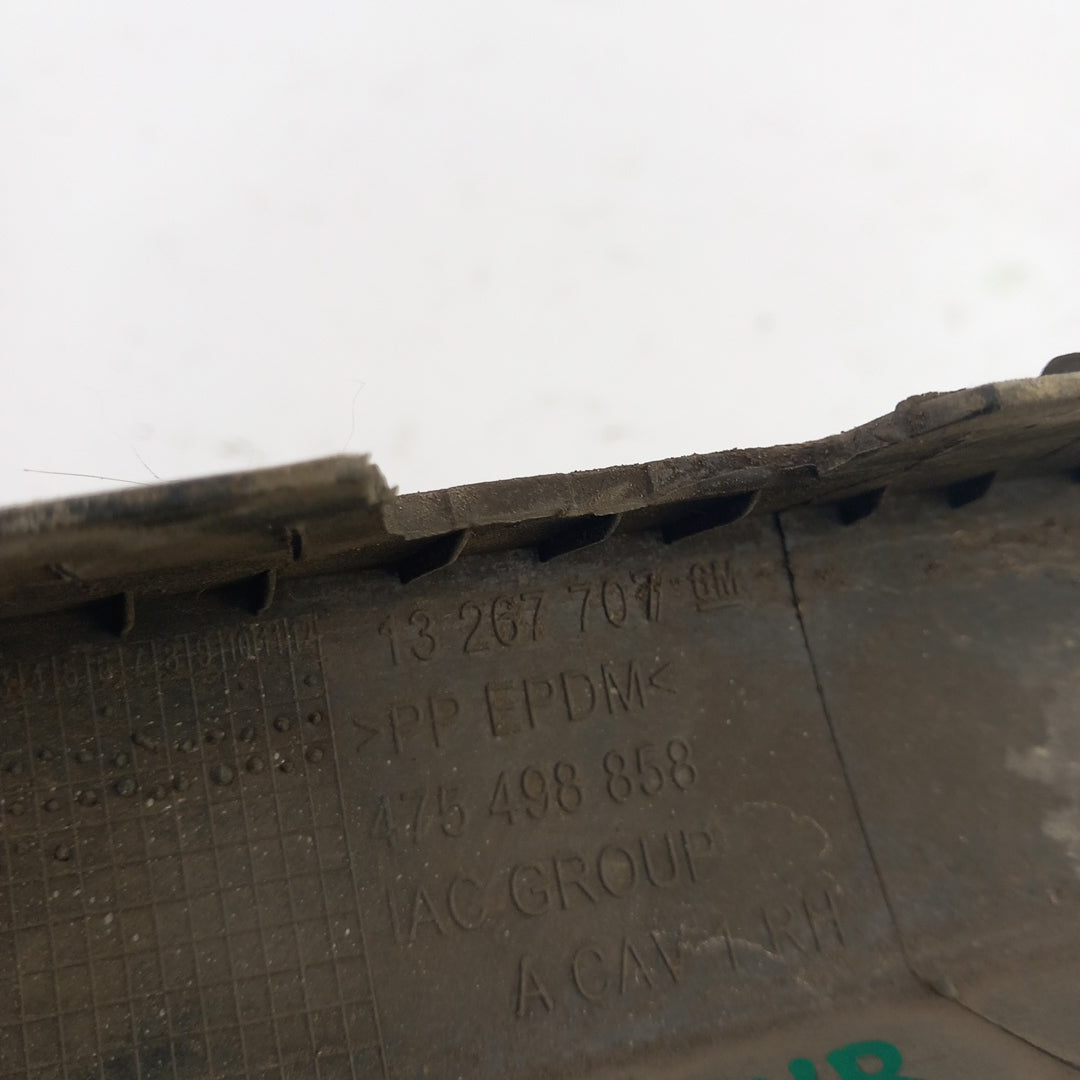 13 267 707 GM
>PP EPDM<
475 498 858
IAC GROUP
A CAV 1 RH